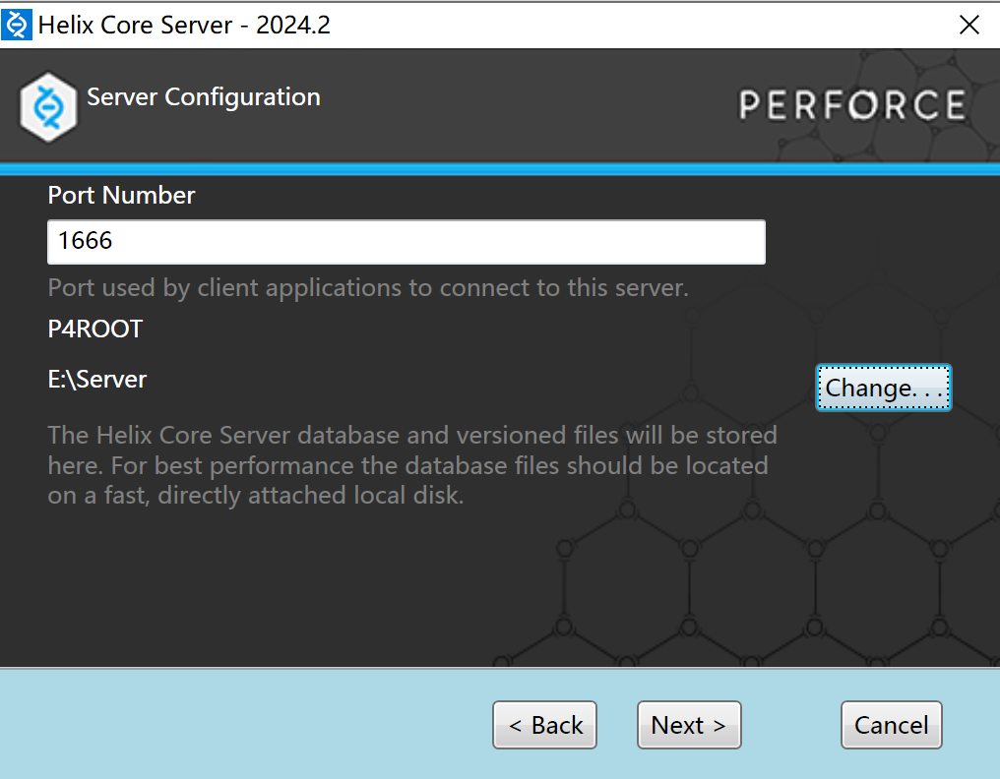 Helix Core Server - 2024.2
Server Configuration
PERFORCE
Port Number
1666
Port used by client applications to connect to this server.
P4ROOT
E:\Server
Change. . .
The Helix Core Server database and versioned files will be stored
here. For best performance the database files should be located
on a fast, directly attached local disk.
< Back
Next >
Cancel